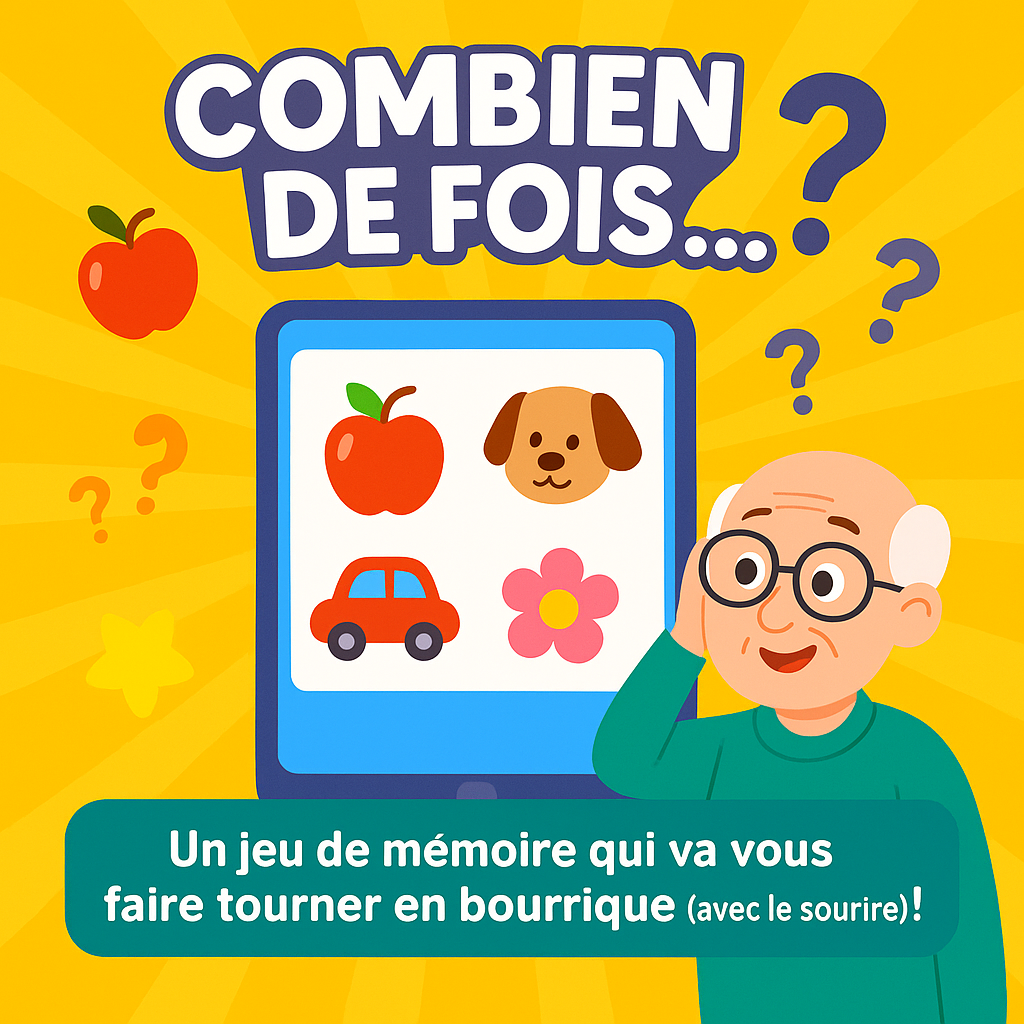 COMBIEN
DE FOIS...
?
?
?
?
?
Un jeu de mémoire qui va vous
faire tourner en bourrique (avec le sourire)!